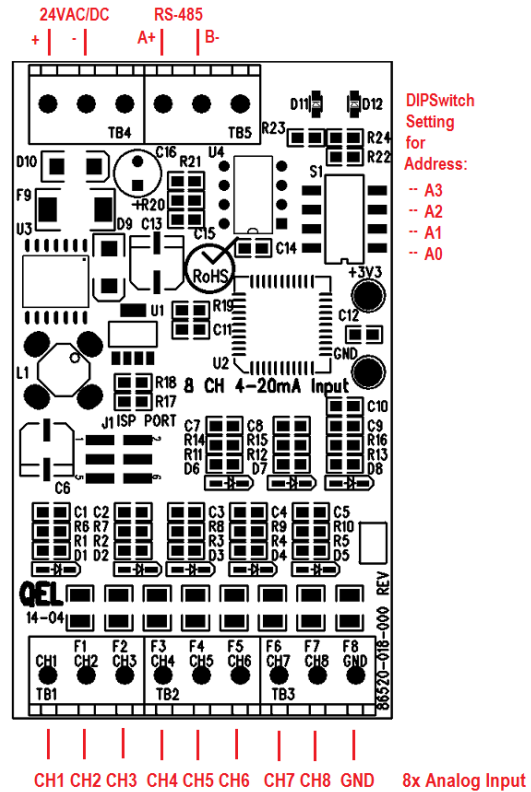 24VAC/DC RS-485
+ - A+ B-
TB4 TB5
D11 D12
DIPSwitch
Setting
for
Address:
-- A3
-- A2
-- A1
-- A0
R23 R24
R22
C16 U4
D10 R21 S1
+R20
F9
C15
U3 D9 C13
C14
RoHS
+3V3
U1 R19
C11
C12
U2 GND
L1 R18 8 CH 4-20mA Input
R17
J1 ISP PORT
C10
C7 C8 C9
R14 R15 R16
R11 R12 R13
D6 D7 D8
1 2
5 6
C6
C1 C2 C3 C4 C5
R6 R7 R8 R9 R10
R1 R2 R3 R4 R5
D1 D2 D3 D4 D5
QEL
14-04
86520-018-000 REV
F1 F2 F3 F4 F5 F6 F7 F8
CH1 CH2 CH3 CH4 CH5 CH6 CH7 CH8 GND
TB1 TB2 TB3
CH1 CH2 CH3 CH4 CH5 CH6 CH7 CH8 GND 8x Analog Input